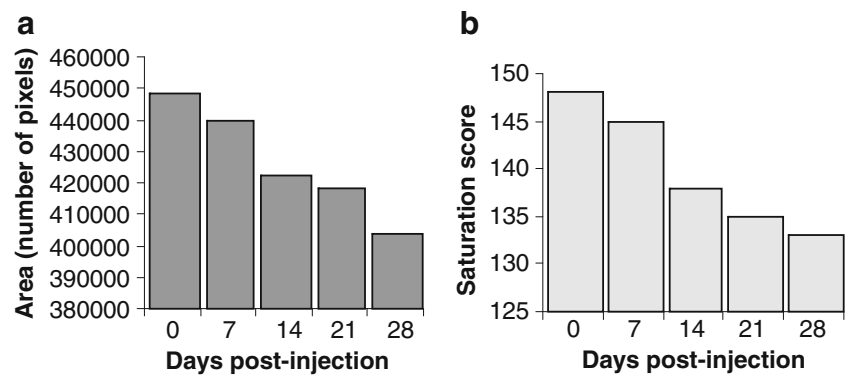 a
Area (number of pixels)
460000
450000
440000
430000
420000
410000
400000
390000
380000
0 7 14 21 28
Days post-injection
b
Saturation score
150
145
140
135
130
125
0 7 14 21 28
Days post-injection